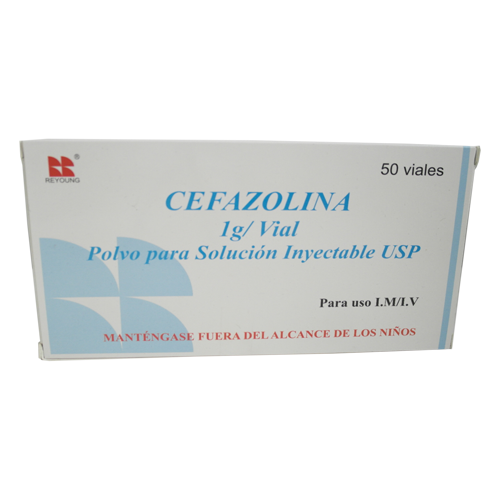 ®
REYOUNG
50 viales
CEFAZOLINA
1g/ Vial
Polvo para Solución Inyectable USP
Para uso I.M/I.V
MANTÉNGASE FUERA DEL ALCANCE DE LOS NIÑOS